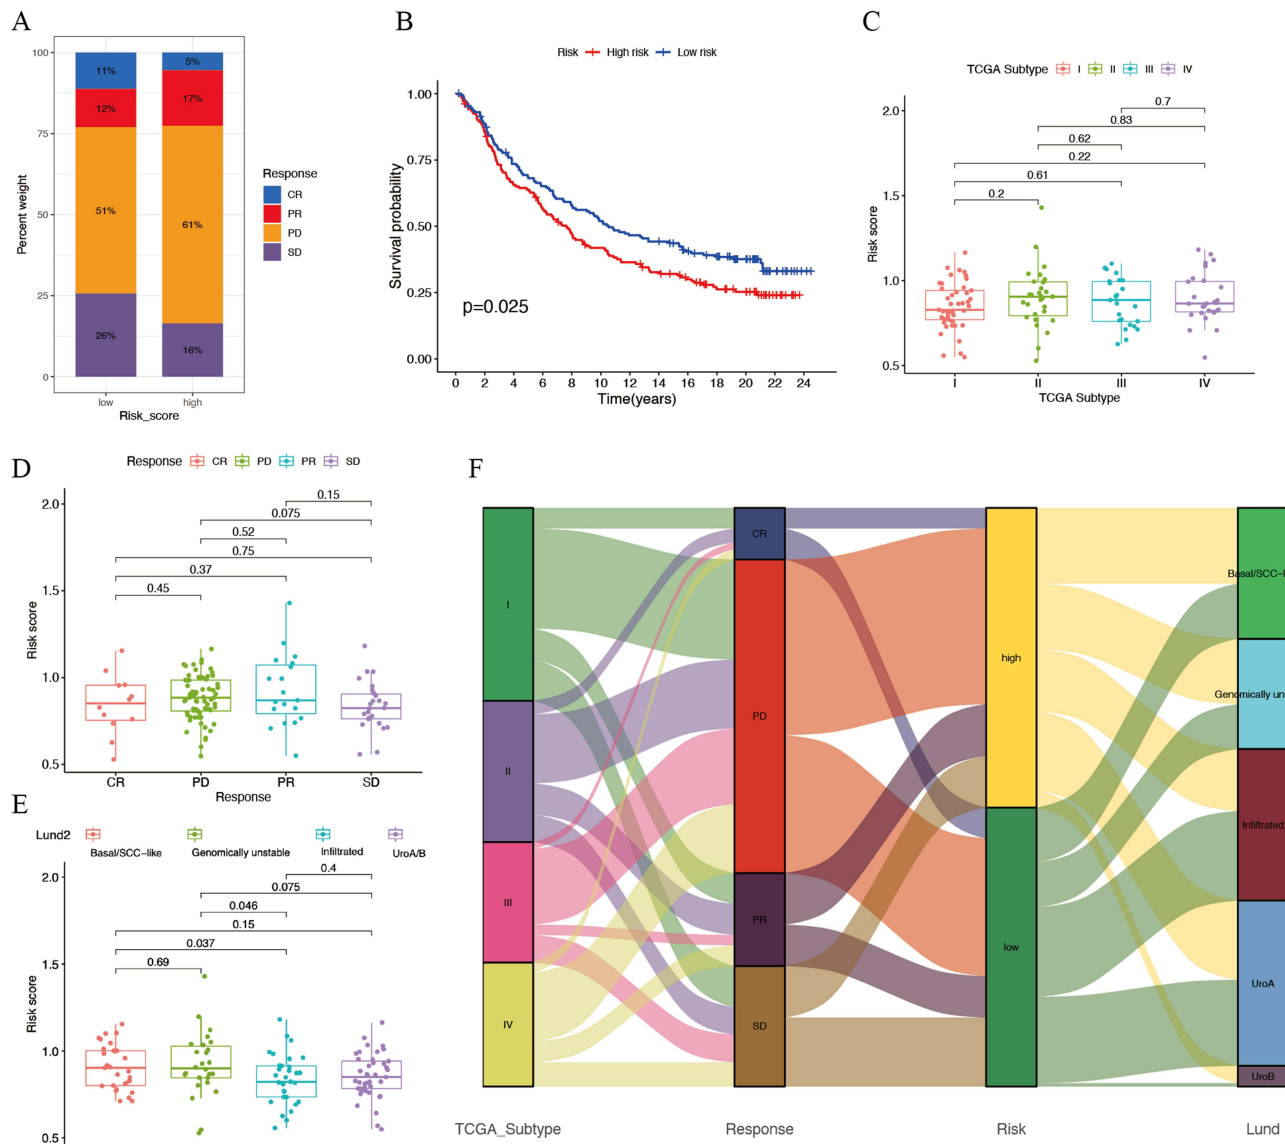 A
100
75
50
25
0
Percent weight
11%
12%
51%
26%
5%
17%
61%
16%
low
high
Risk_score
Response
CR
PR
PD
SD
B
Risk
High risk
Low risk
1.00
0.75
0.50
0.25
0.00
Survival probability
p=0.025
0 2 4 6 8 10 12 14 16 18 20 22 24
Time(years)
C
TCGA Subtype I II III IV
2.0
1.5
1.0
0.5
Risk score
0.7
0.83
0.62
0.22
0.61
0.2
I II III IV
TCGA Subtype
D
Response CR PD PR SD
2.0
1.5
1.0
0.5
Risk score
0.15
0.075
0.52
0.75
0.37
0.45
CR PD PR SD
Response
E
Lund2
Basal/SCC-like
Genomically unstable
Infiltrated
UroA/B
2.0
1.5
1.0
0.5
Risk score
0.4
0.075
0.046
0.15
0.037
0.69
F
I
II
III
IV
CR
PD
PR
SD
high
low
Basal/SCC-l
Genomically uns
Infiltrated
UroA
UroB
TCGA_Subtype
Response
Risk
Lund